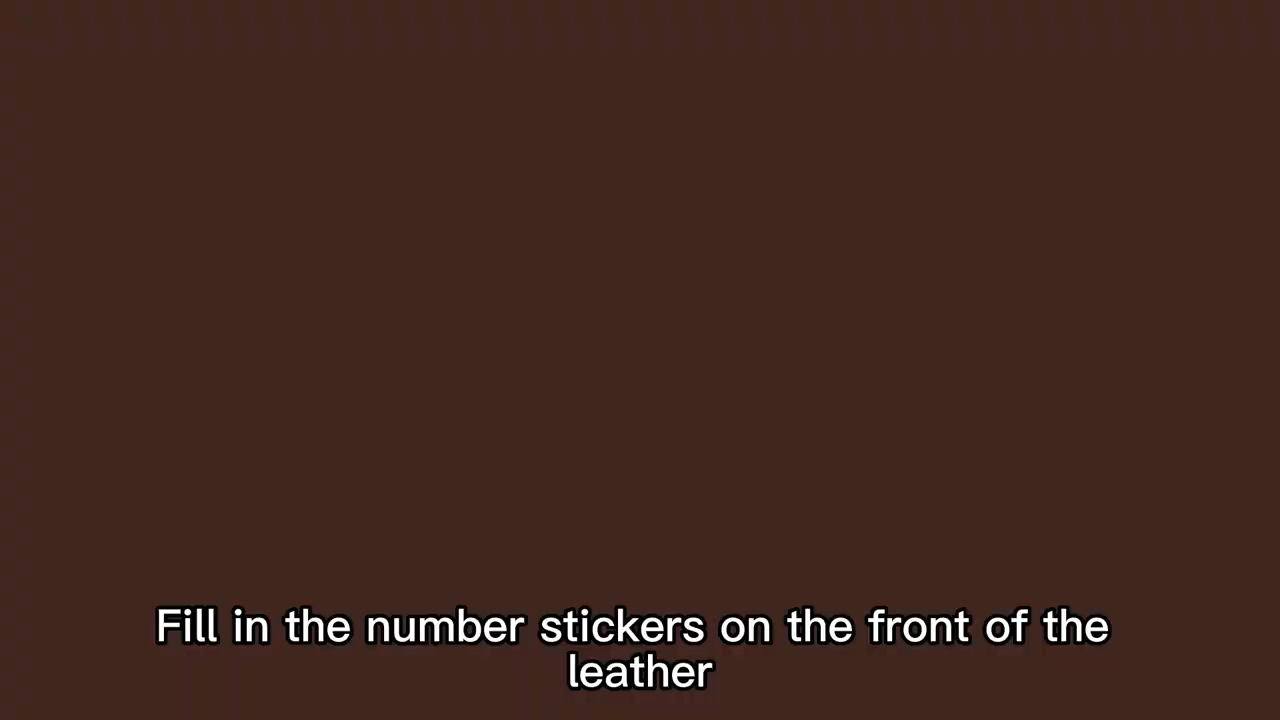 Fill in the number stickers on the front of the
leather